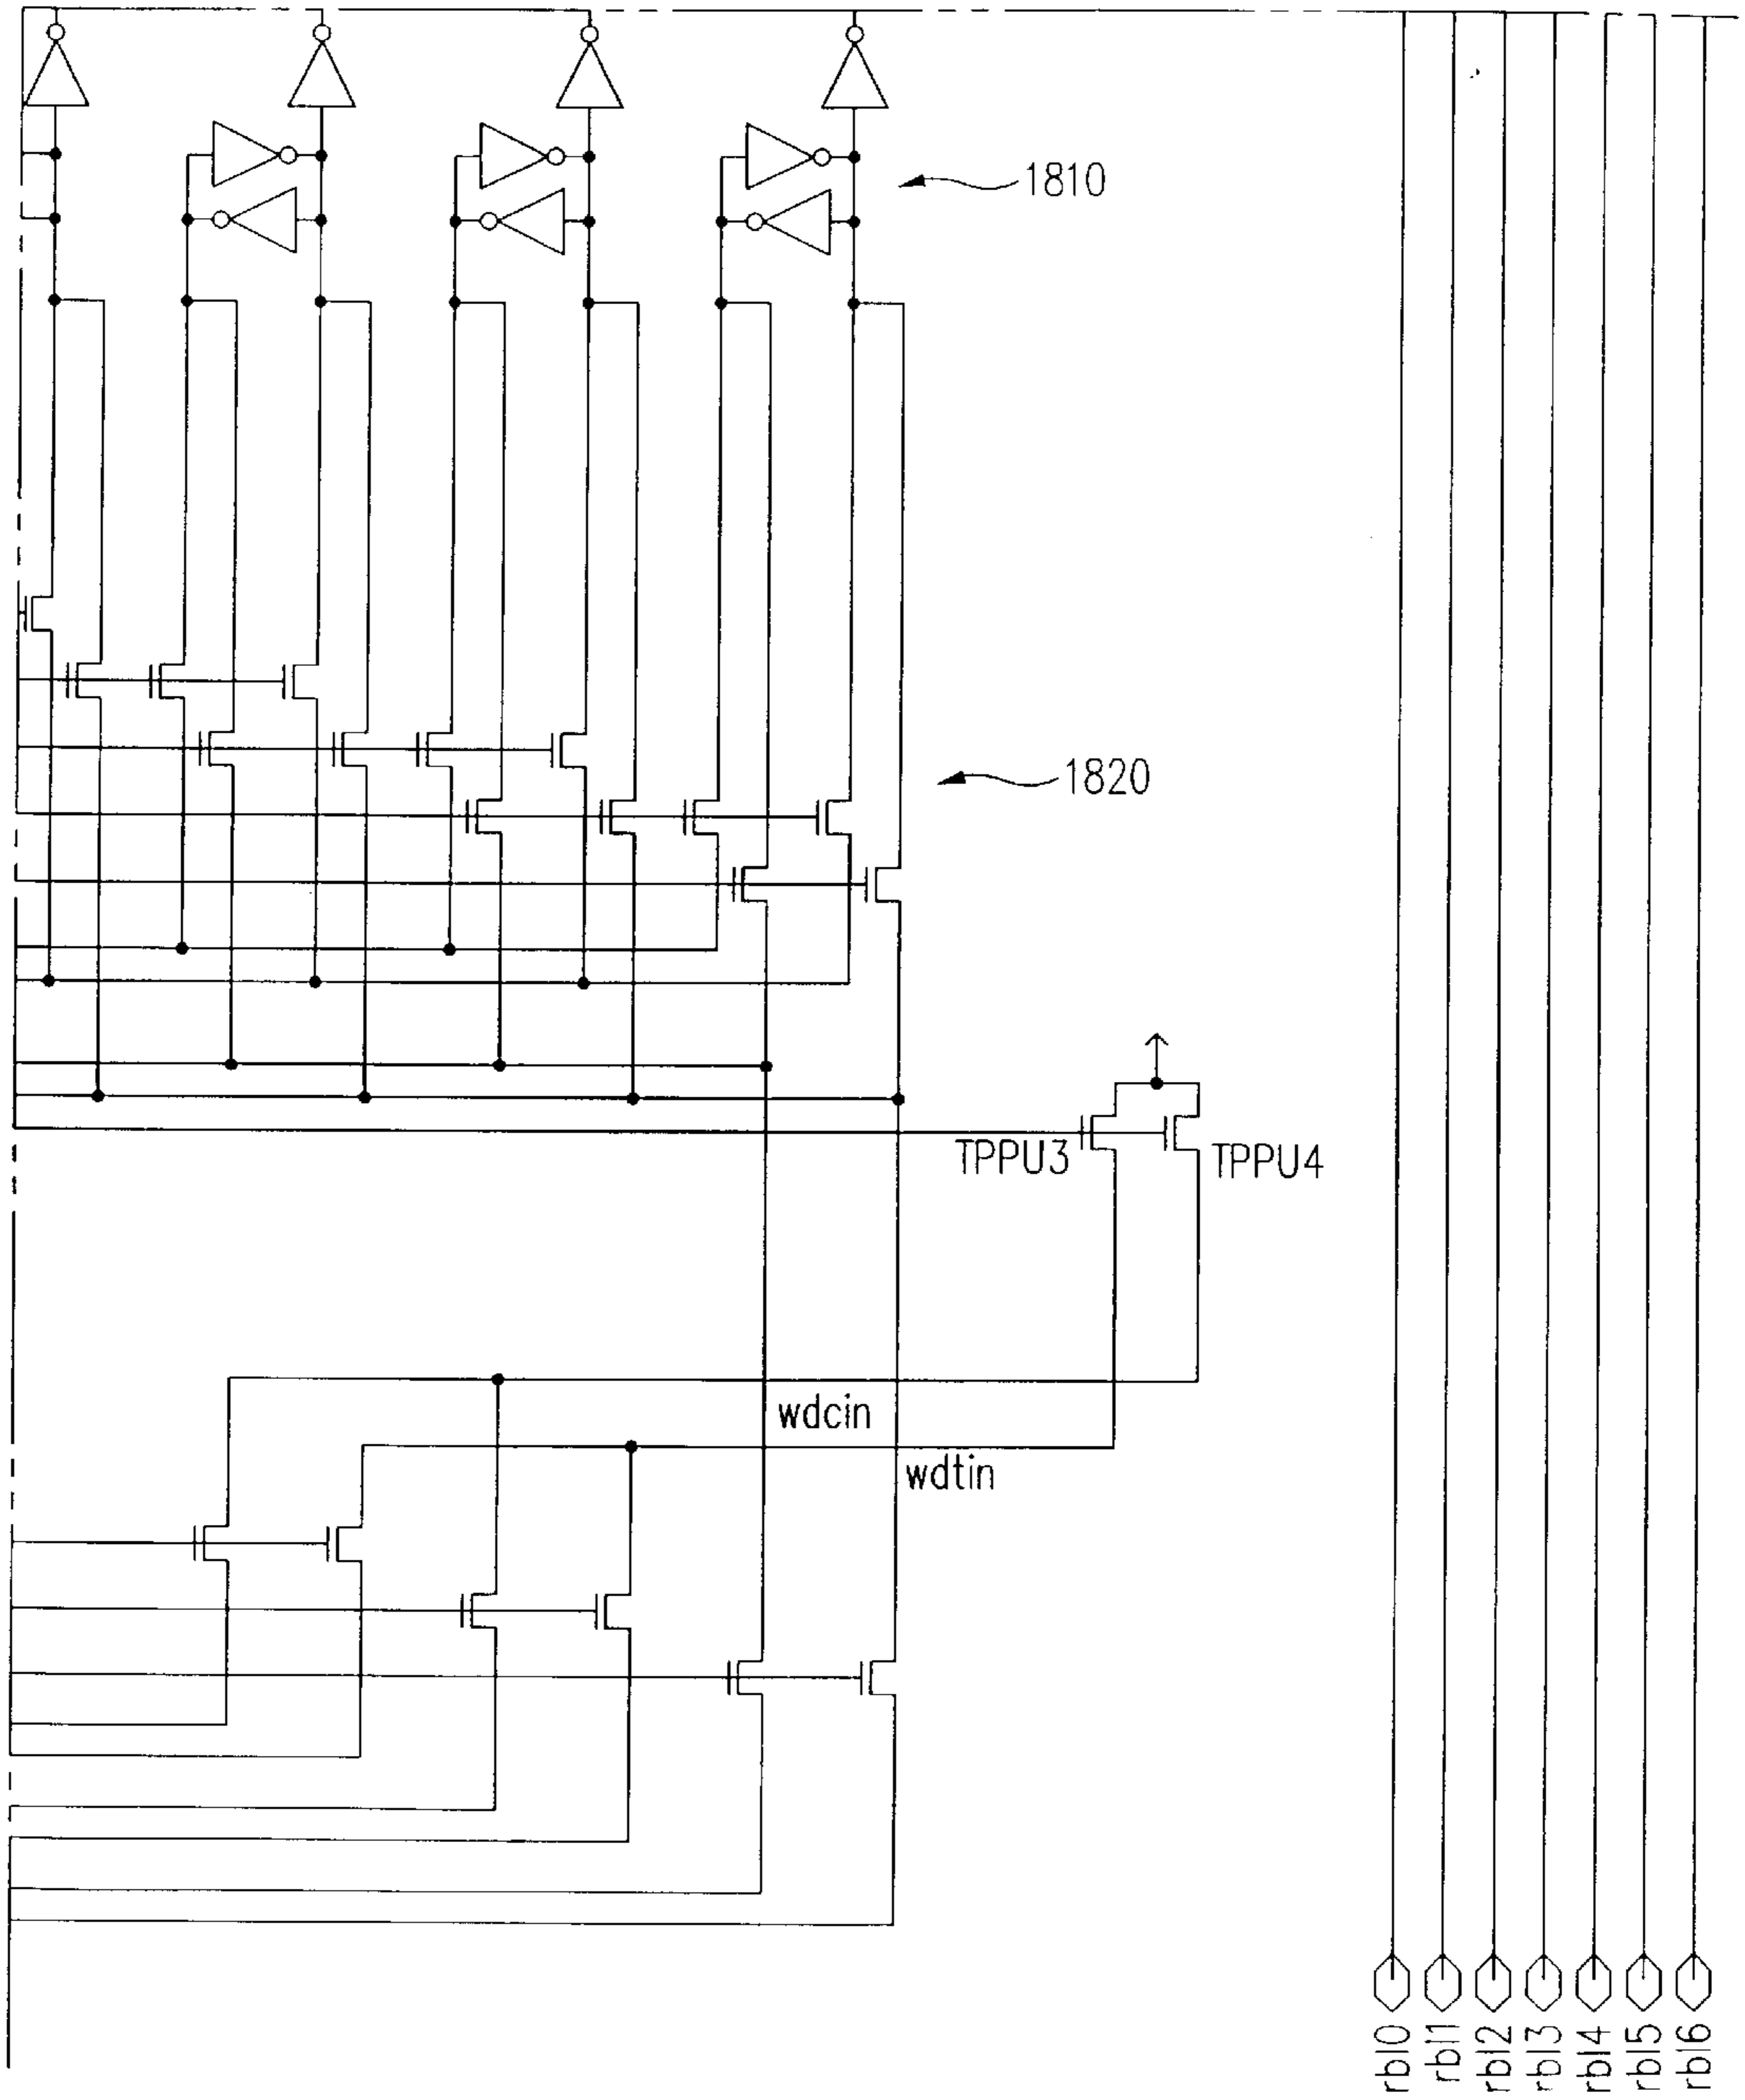 1810
1820
TPPU3
TPPU4
wdcin
wdtin
rbl0
rbl1
rbl2
rbl3
rbl4
rbl5
rbl6